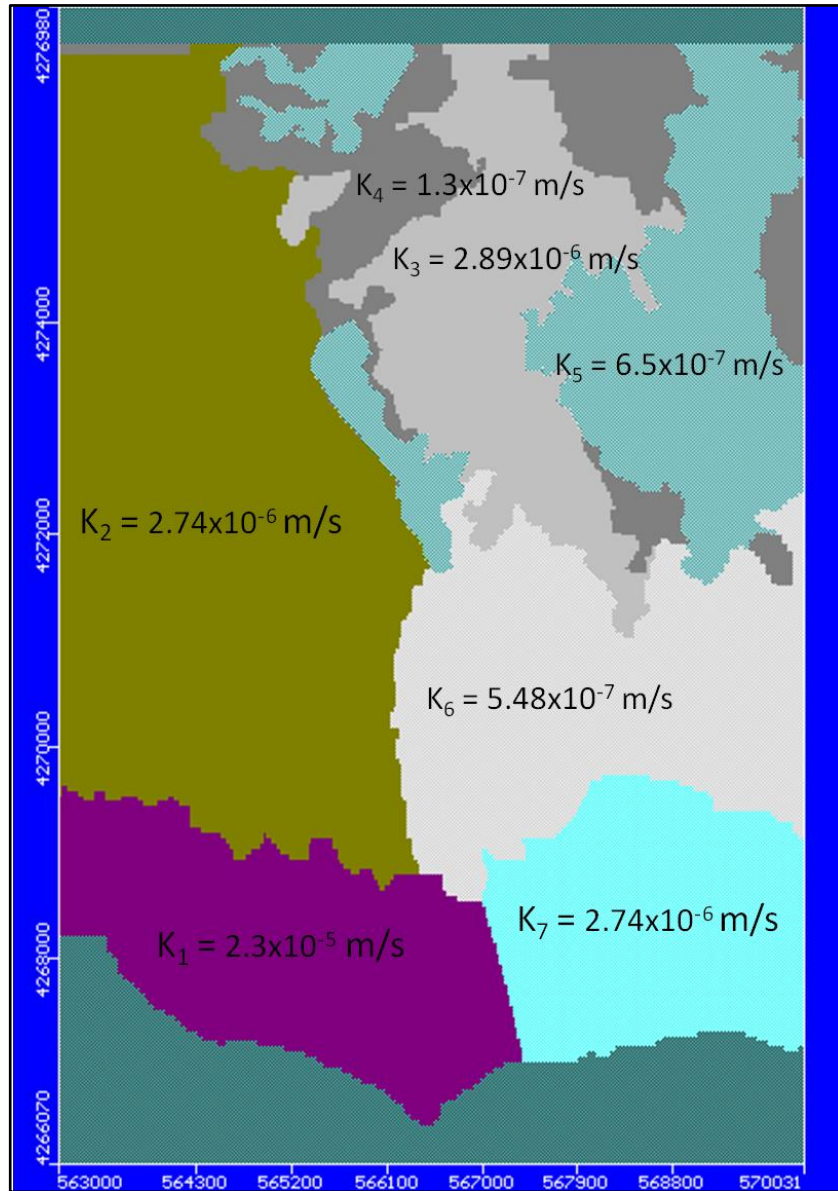 4276980
K₄ = 1.3x10⁻⁷ m/s
K₃ = 2.89x10⁻⁶ m/s
4274000
K₅ = 6.5x10⁻⁷ m/s
K₂ = 2.74x10⁻⁶ m/s
4272000
K₆ = 5.48x10⁻⁷ m/s
4270000
K₇ = 2.74x10⁻⁶ m/s
K₁ = 2.3x10⁻⁵ m/s
4268000
4266070
563000 564300 565200 566100 567000 567900 568800 570031